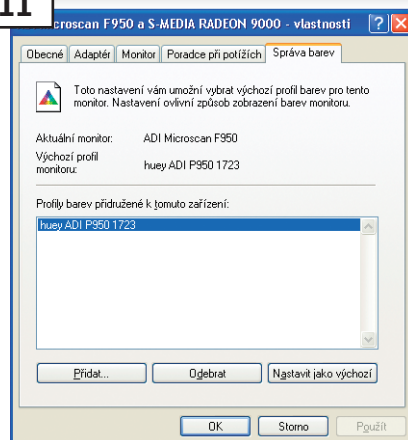 II
croscan F950 a S-MEDIA RADEON 9000 - vlastnosti
Obecné Adaptér Monitor Poradce při potížích Správa barev
Toto nastavení vám umožní vybrat výchozí profil barev pro tento
monitor. Nastavení ovlivní způsob zobrazení barev monitoru.
Aktuální monitor: ADI Microscan F950
Výchozí profil
monitoru: huey ADI P950 1723
Profily barev přidružené k tomuto zařízení:
huey ADI P950 1723
Přidat... Odebrat Nastavit jako výchozí
OK Storno Použít